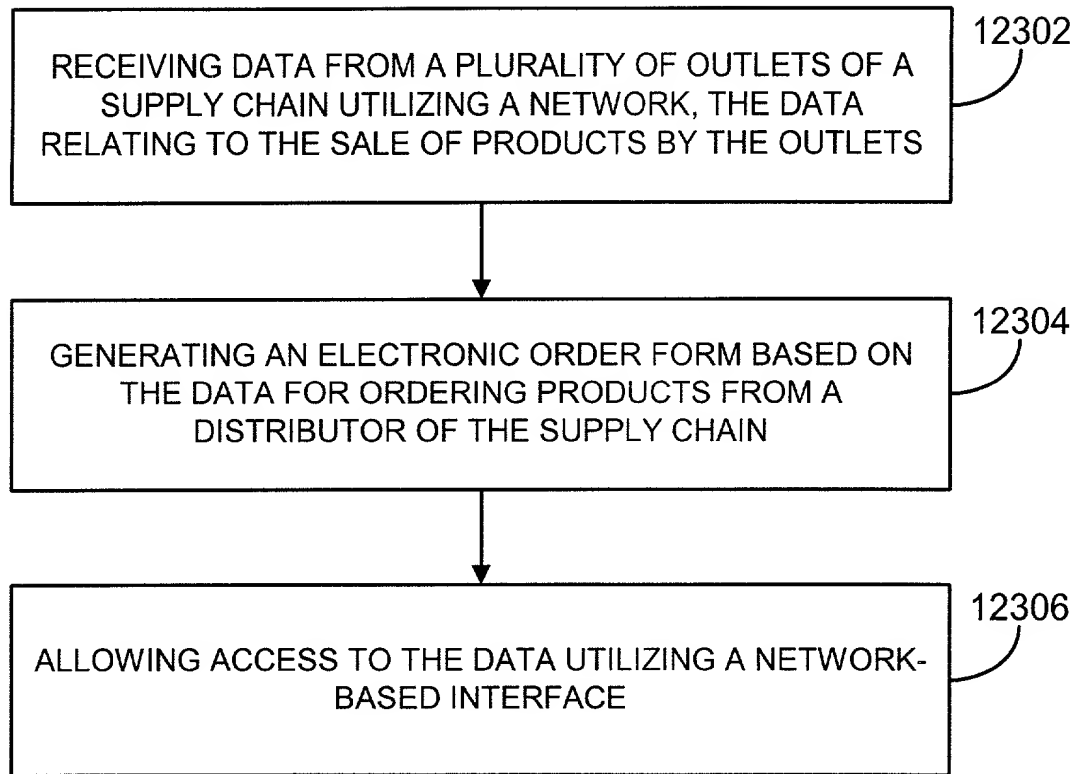 12302
RECEIVING DATA FROM A PLURALITY OF OUTLETS OF A
SUPPLY CHAIN UTILIZING A NETWORK, THE DATA
RELATING TO THE SALE OF PRODUCTS BY THE OUTLETS
12304
GENERATING AN ELECTRONIC ORDER FORM BASED ON
THE DATA FOR ORDERING PRODUCTS FROM A
DISTRIBUTOR OF THE SUPPLY CHAIN
12306
ALLOWING ACCESS TO THE DATA UTILIZING A NETWORK-
BASED INTERFACE